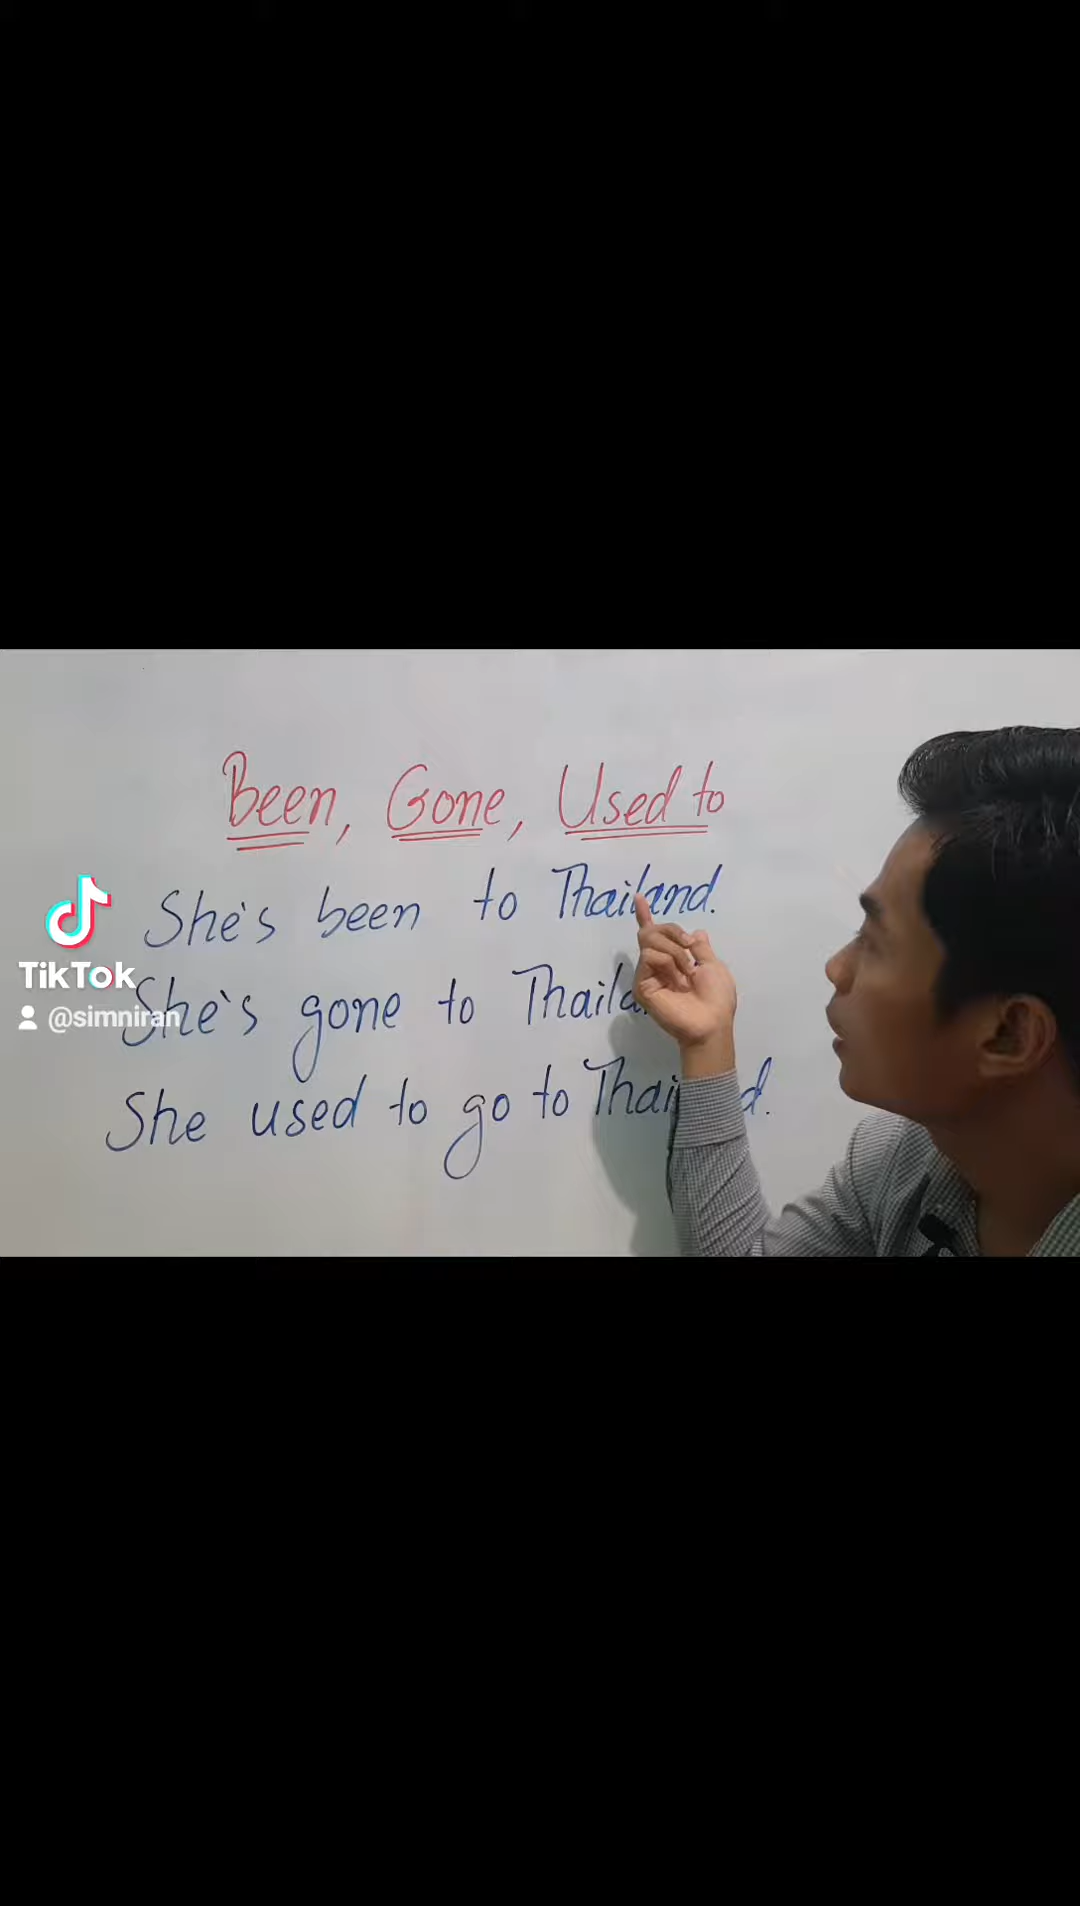 Been, Gone, Used to
She's been to Thailand.
TikTok
She's gone to
@simniran
She used to go to